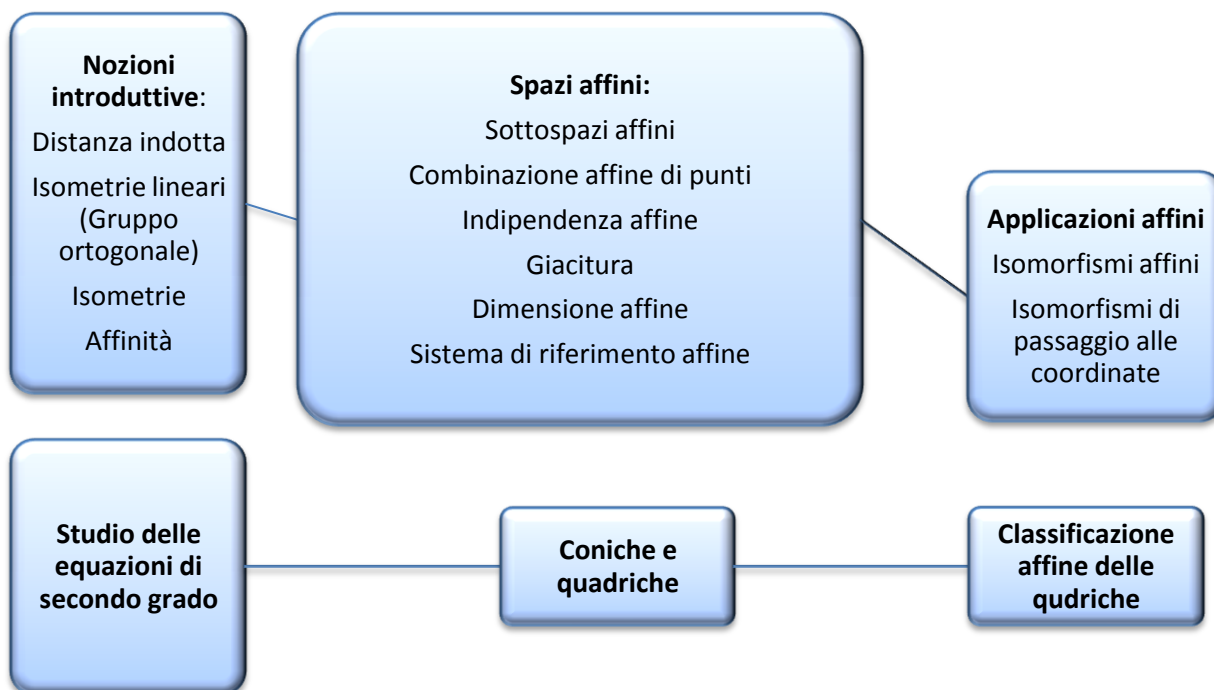 Nozioni
introduttive:
Distanza indotta
Isometrie lineari
(Gruppo
ortogonale)
Isometrie
Affinità
Spazi affini:
Sottospazi affini
Combinazione affine di punti
Indipendenza affine
Giacitura
Dimensione affine
Sistema di riferimento affine
Applicazioni affini
Isomorfismi affini
Isomorfismi di
passaggio alle
coordinate
Studio delle
equazioni di
secondo grado
Coniche e
quadriche
Classificazione
affine delle
qudriche